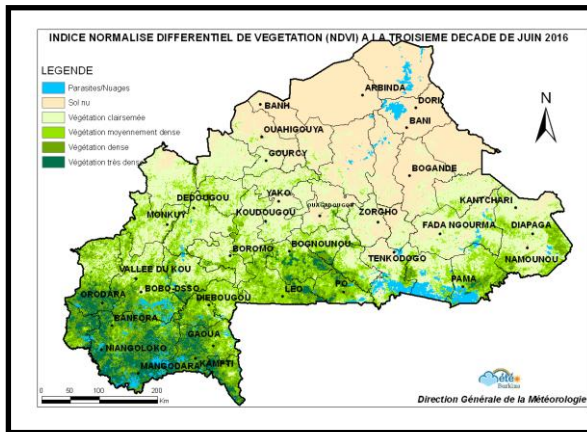 INDICE NORMALISE DIFFERENTIEL DE VEGETATION (NDVI) A LA TROISIEME DECADE DE JUIN 2016
LEGENDE
Parasites/Nuages
Sol nu
Végétation clairsemée
Végétation moyennement dense
Végétation dense
Végétation très dense
N
ARBINDA
BANH
DORI
BANI
OUAHIGOUYA
GOURCY
BOGANDE
YAKO
KANTCHARI
DEDOUGOU
OUAGADOUGOU
KOUDOUGOU
ZORGHO
MONKUY
FADA NGOURMA
DIAPAGA
BOGNOUNOU
BOROMO
TENKODOGO
NAMOUNOU
VALLEE DU KOU
PAMA
PO
BOBO-DSSO
LEO
ORODARA
DIEBOUGOU
BANFORA
GAOUA
NIANGOLOKO
MANGODARA
KAMPTI
0 50 100 200
Km
météo
Burkina
Direction Générale de la Météorologie